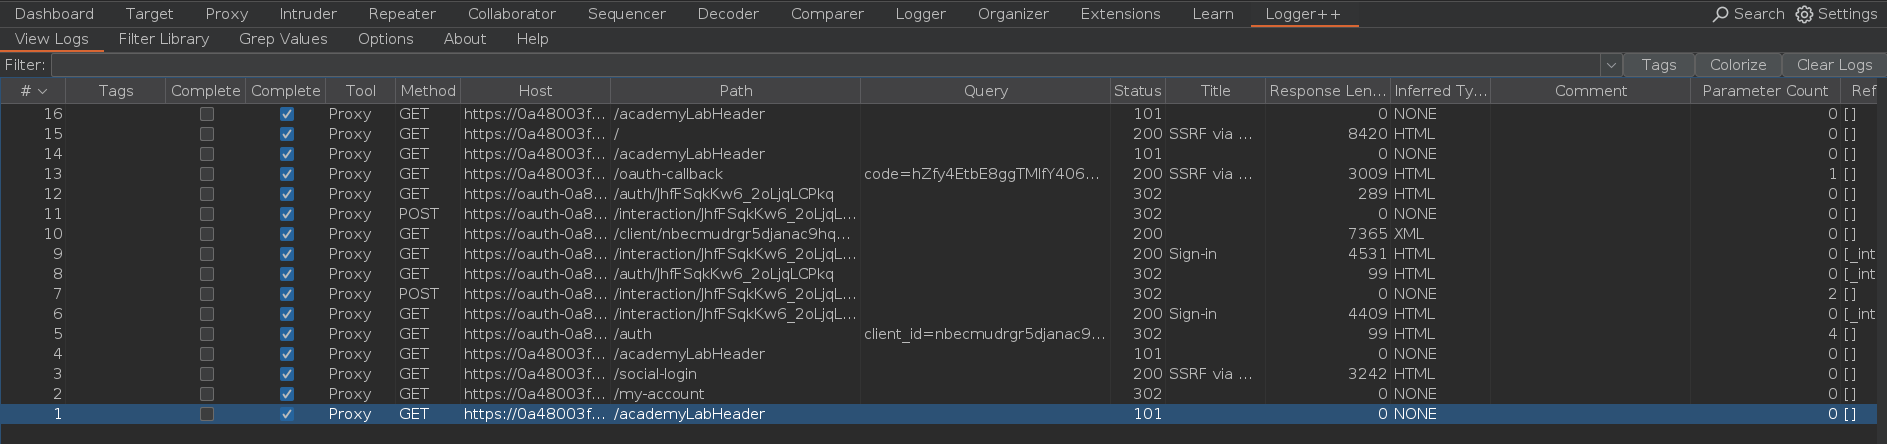 Dashboard Target Proxy Intruder Repeater Collaborator Sequencer Decoder Comparer Logger Organizer Extensions Learn Logger++ Search Settings
View Logs Filter Library Grep Values Options About Help
Filter: Tags Colorize Clear Logs
# Tags Complete Complete Tool Method Host Path Query Status Title Response Len... Inferred Ty... Comment Parameter Count Ref
16 Proxy GET https://0a48003f... /academyLabHeader 101 0 NONE 0 []
15 Proxy GET https://0a48003f... / 200 SSRF via ... 8420 HTML 0 []
14 Proxy GET https://0a48003f... /academyLabHeader 101 0 NONE 0 []
13 Proxy GET https://0a48003f... /oauth-callback code=hZfy4EtbE8ggTMlfY406... 200 SSRF via ... 3009 HTML 1 []
12 Proxy GET https://oauth-0a8... /auth/JhfFSqkKw6_2oLjqLCPkq 302 289 HTML 0 []
11 Proxy POST https://oauth-0a8... /interaction/JhfFSqkKw6_2oLjqL... 302 0 NONE 0 []
10 Proxy GET https://oauth-0a8... /client/nbecmudrgr5djanac9hq... 200 7365 XML 0 []
9 Proxy GET https://oauth-0a8... /interaction/JhfFSqkKw6_2oLjqL... 200 Sign-in 4531 HTML 0 [_int
8 Proxy GET https://oauth-0a8... /auth/JhfFSqkKw6_2oLjqLCPkq 302 99 HTML 0 [_int
7 Proxy POST https://oauth-0a8... /interaction/JhfFSqkKw6_2oLjqL... 302 0 NONE 2 []
6 Proxy GET https://oauth-0a8... /interaction/JhfFSqkKw6_2oLjqL... 200 Sign-in 4409 HTML 0 [_int
5 Proxy GET https://oauth-0a8... /auth client_id=nbecmudrgr5djanac9... 302 99 HTML 4 []
4 Proxy GET https://0a48003f... /academyLabHeader 101 0 NONE 0 []
3 Proxy GET https://0a48003f... /social-login 200 SSRF via ... 3242 HTML 0 []
2 Proxy GET https://0a48003f... /my-account 302 0 NONE 0 []
1 Proxy GET https://0a48003f... /academyLabHeader 101 0 NONE 0 []